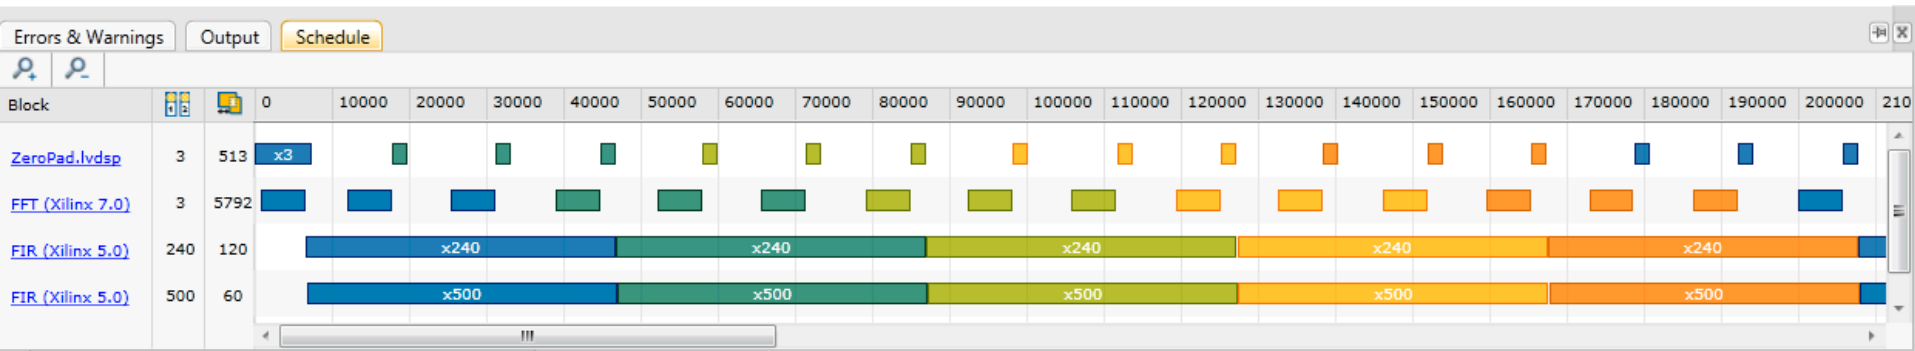 Errors & Warnings Output Schedule
Block 0 10000 20000 30000 40000 50000 60000 70000 80000 90000 100000 110000 120000 130000 140000 150000 160000 170000 180000 190000 200000 210
ZeroPad.lvdsp 3 513 x3
FFT (Xilinx 7.0) 3 5792
FIR (Xilinx 5.0) 240 120 x240 x240 x240 x240 x240
FIR (Xilinx 5.0) 500 60 x500 x500 x500 x500 x500